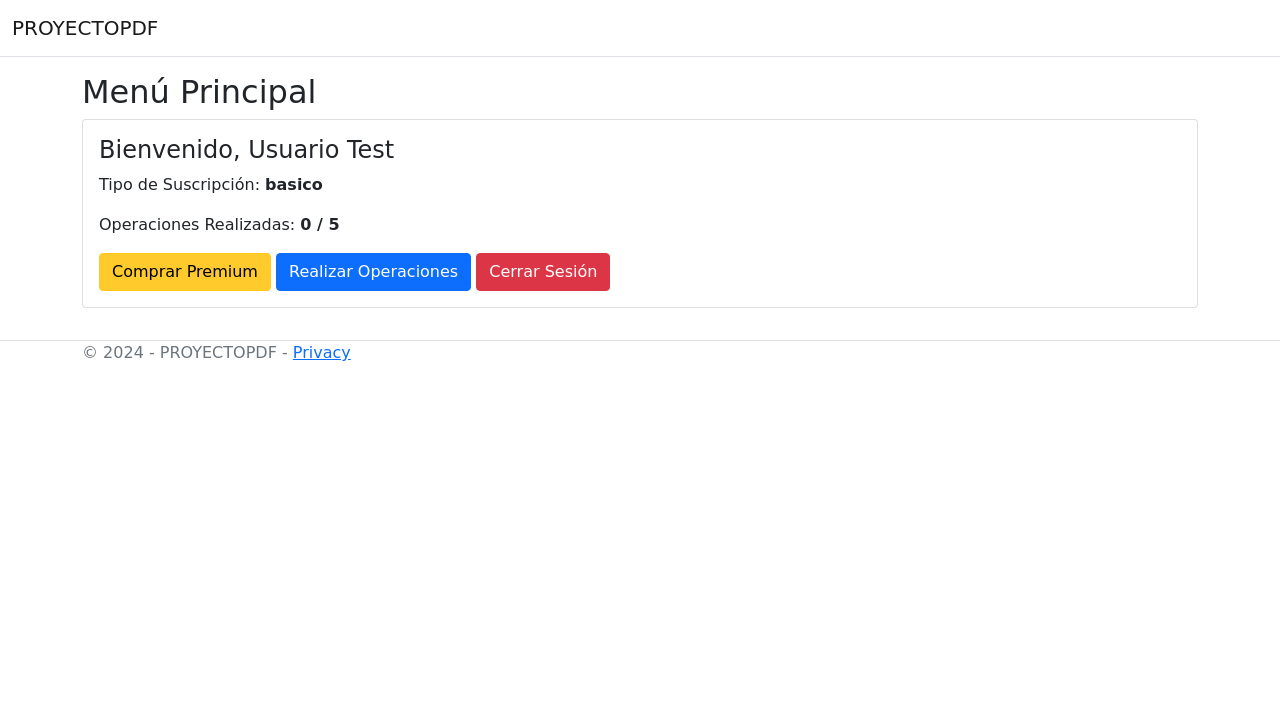 PROYECTOPDF
Menú Principal
Bienvenido, Usuario Test
Tipo de Suscripción: basico
Operaciones Realizadas: 0 / 5
Comprar Premium Realizar Operaciones Cerrar Sesión
© 2024 - PROYECTOPDF - Privacy